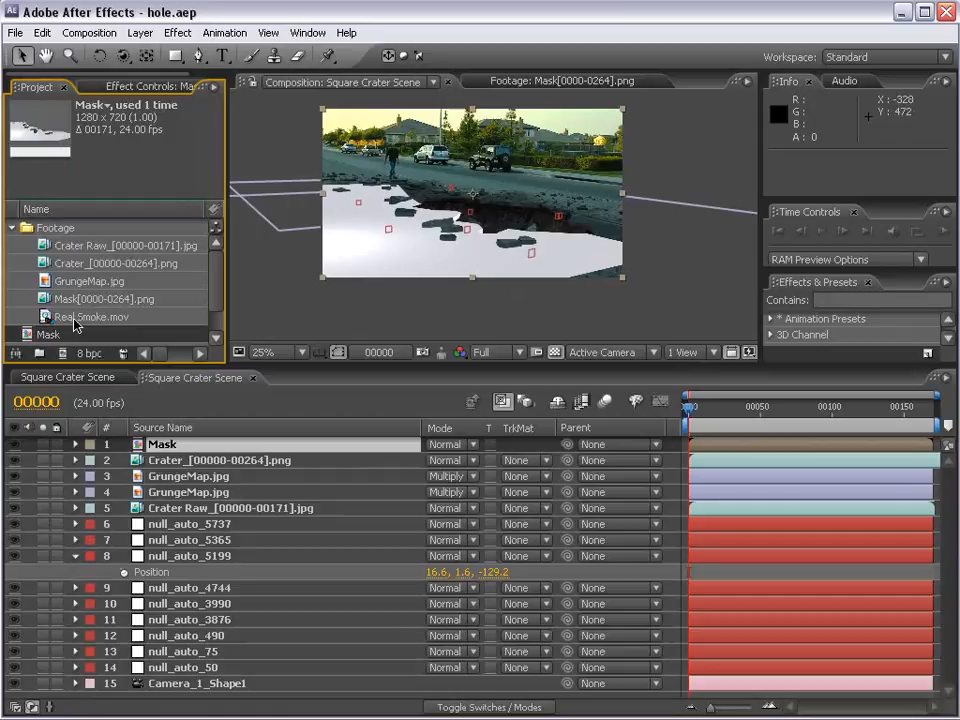 Adobe After Effects - hole.aep
File Edit Composition Layer Effect Animation View Window Help
Workspace: Standard
Project Effect Controls: Ma
Composition: Square Crater Scene Footage: Mask[0000-0264].png
Info Audio
Mask, used 1 time
1280 x 720 (1.00)
Δ 00171, 24.00 fps
R :
G :
B :
A : 0
X : -328
Y : 472
Name
Footage
Crater Raw_[00000-00171].jpg
Crater_[00000-00264].png
GrungeMap.jpg
Mask[0000-0264].png
Real Smoke.mov
Mask
8 bpc
25% 00000 Full Active Camera 1 View
Time Controls
RAM Preview Options
Effects & Presets
Contains:
* Animation Presets
3D Channel
Square Crater Scene Square Crater Scene
00000 (24.00 fps)
00050 00100 00150
# Source Name Mode T TrkMat Parent
1 Mask Normal None
2 Crater_[00000-00264].png Normal None None
3 GrungeMap.jpg Multiply None None
4 GrungeMap.jpg Multiply None None
5 Crater Raw_[00000-00171].jpg Normal None None
6 null_auto_5737 Normal None None
7 null_auto_5365 Normal None None
8 null_auto_5199 Normal None None
Position 16.6, 1.6, -129.2
9 null_auto_4744 Normal None None
10 null_auto_3990 Normal None None
11 null_auto_3876 Normal None None
12 null_auto_490 Normal None None
13 null_auto_75 Normal None None
14 null_auto_50 Normal None None
15 Camera_1_Shape1 None
Toggle Switches / Modes